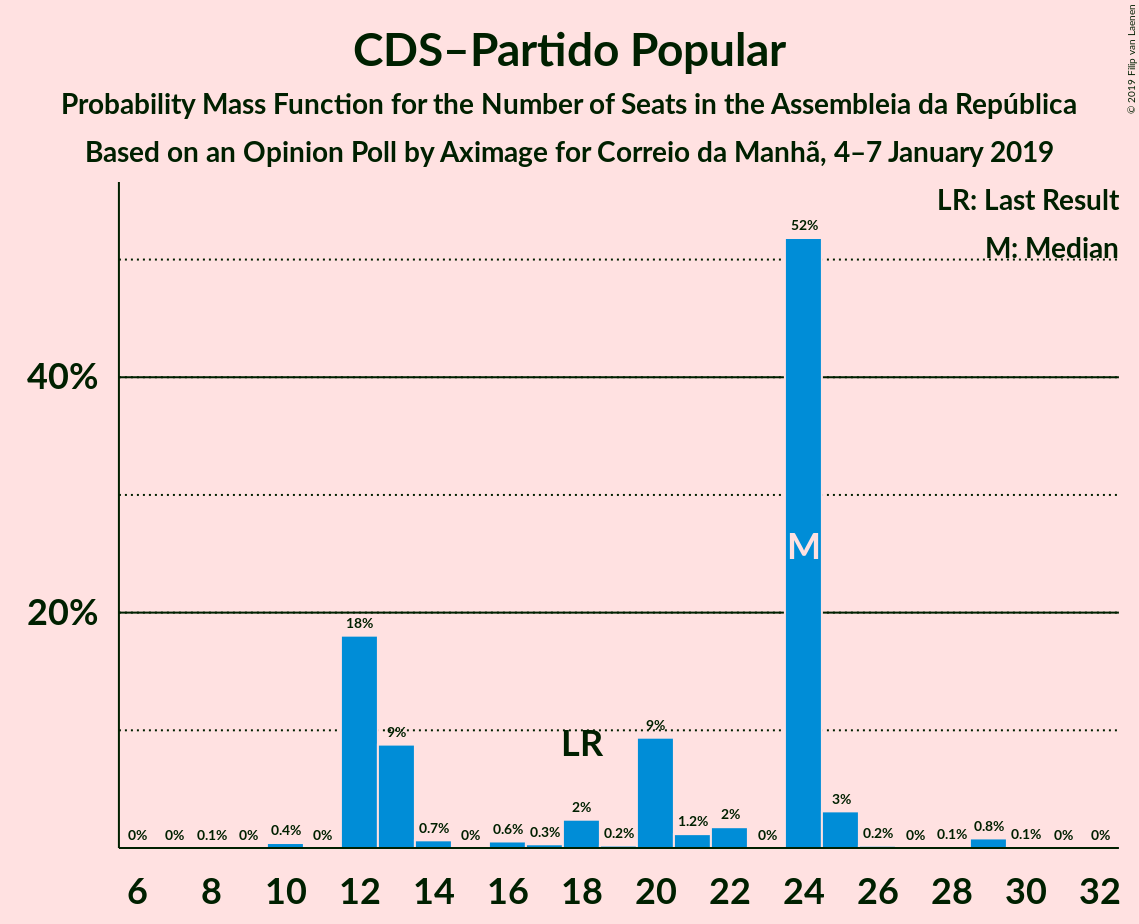 CDS–Partido Popular
Probability Mass Function for the Number of Seats in the Assembleia da República
Based on an Opinion Poll by Aximage for Correio da Manhã, 4–7 January 2019
© 2019 Filip van Laenen
LR: Last Result
M: Median
40%
20%
0% 0% 0.1% 0% 0.4% 0% 18% 9% 0.7% 0% 0.6% 0.3% 2% 0.2% 9% 1.2% 2% 0% 52% 3% 0.2% 0% 0.1% 0.8% 0.1% 0% 0%
LR
M
6 8 10 12 14 16 18 20 22 24 26 28 30 32